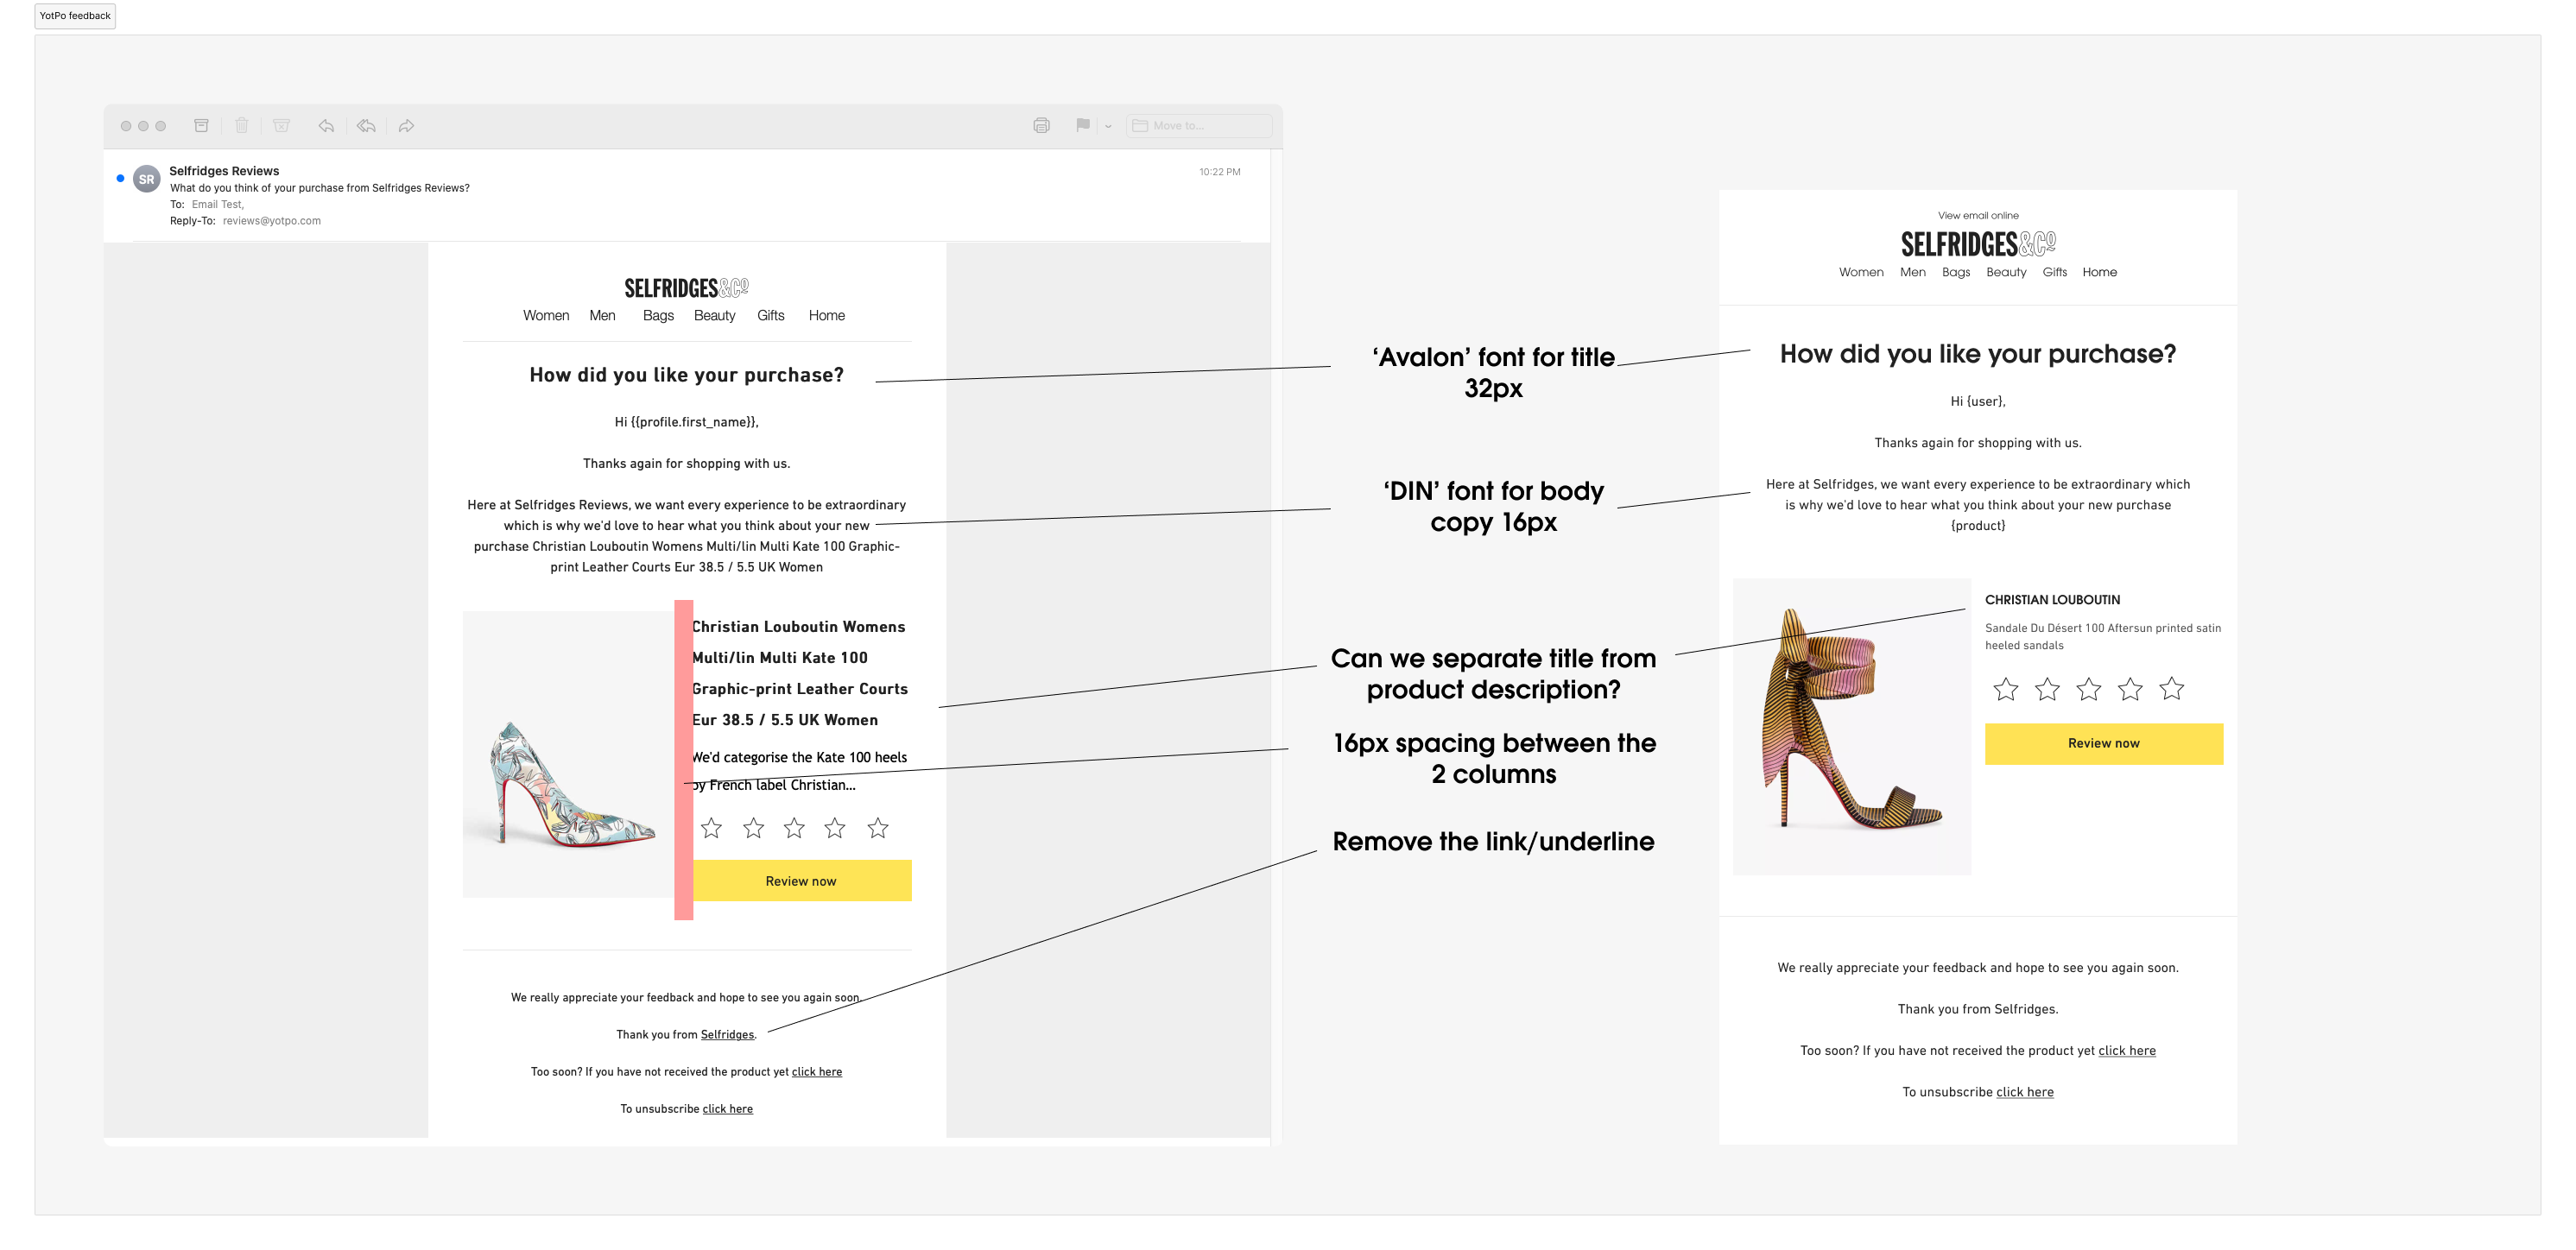 YotPo feedback
Move to...
SR
Selfridges Reviews
10:22 PM
What do you think of your purchase from Selfridges Reviews?
To: Email Test,
Reply-To: reviews@yotpo.com
SELFRIDGES&Cº
Women Men Bags Beauty Gifts Home
How did you like your purchase?
Hi {{profile.first_name}},
Thanks again for shopping with us.
Here at Selfridges Reviews, we want every experience to be extraordinary
which is why we'd love to hear what you think about your new
purchase Christian Louboutin Womens Multi/lin Multi Kate 100 Graphic-
print Leather Courts Eur 38.5 / 5.5 UK Women
Christian Louboutin Womens
Multi/lin Multi Kate 100
Graphic-print Leather Courts
Eur 38.5 / 5.5 UK Women
We'd categorise the Kate 100 heels
by French label Christian...
Review now
We really appreciate your feedback and hope to see you again soon.
Thank you from Selfridges.
Too soon? If you have not received the product yet click here
To unsubscribe click here
‘Avalon’ font for title
32px
‘DIN’ font for body
copy 16px
Can we separate title from
product description?
16px spacing between the
2 columns
Remove the link/underline
View email online
SELFRIDGES&Cº
Women Men Bags Beauty Gifts Home
How did you like your purchase?
Hi {user},
Thanks again for shopping with us.
Here at Selfridges, we want every experience to be extraordinary which
is why we'd love to hear what you think about your new purchase
{product}
CHRISTIAN LOUBOUTIN
Sandale Du Désert 100 Aftersun printed satin
heeled sandals
Review now
We really appreciate your feedback and hope to see you again soon.
Thank you from Selfridges.
Too soon? If you have not received the product yet click here
To unsubscribe click here